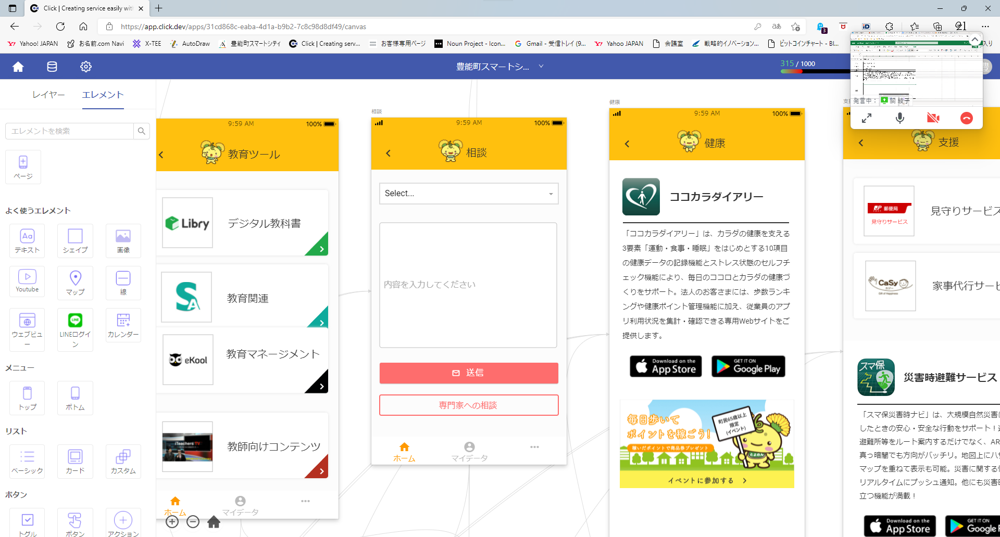 Click | Creating service easily with
https://app.click.dev/apps/31cd868c-eaba-4d1a-b9b2-7c8c98d8df49/canvas
Yahoo! JAPAN
お名前.com Navi
X-TEE
AutoDraw
豊能町スマートシティ
Click | Creating serv...
お客様専用ページ
Noun Project - Icon...
Gmail - 受信トレイ (9...
Yahoo JAPAN
会議室
戦略的イノベーション...
ビットコインチャート - Bl...
入り
豊能町スマートシ...
315 / 1000
豊
発言中：
關 綾子
レイヤー
エレメント
エレメントを検索
ページ
よく使うエレメント
テキスト
シェイプ
画像
Youtube
マップ
線
ウェブビュ
ー
LINE
LINEログイ
ン
カレンダー
メニュー
トップ
ボトム
リスト
ベーシック
カード
カスタム
ボタン
トグル
ボタン
アクション
9:59 AM
100%
教育ツール
Libry
デジタル教科書
SA
教育関連
eKool
教育マネージメント
iTeachers TV
教師向けコンテンツ
ホーム
マイデータ
相談
9:59 AM
100%
相談
Select...
内容を入力してください
送信
専門家への相談
ホーム
マイデータ
健康
9:59 AM
100%
健康
ココカラダイアリー
「ココカラダイアリー」は、カラダの健康を支える
3要素「運動・食事・睡眠」をはじめとする10項目
の健康データの記録機能とストレス状態のセルフチ
ェック機能により、毎日のココロとカラダの健康づ
くりをサポート。法人のお客さまには、歩数ランキ
ングや健康ポイント管理機能に加え、従業員のアプ
リ利用状況を集計・確認できる専用Webサイトをご
提供します。
Download on the
App Store
GET IT ON
Google Play
毎日歩いて
ポイントを稼ごう！
稼いだポイントで商品券プレゼント
町民65歳以上
限定
(イベント)
とよのん
イベントに参加する
支援
郵便局
見守りサービス
見守りサービス
CaSy
カジー
Gift of Happiness
家事代行サービ
スマ保
災害時避難サービス
「スマ保災害時ナビ」は、大規模自然災害に
したときの安心・安全な行動をサポート！近
避難所等をルート案内するだけでなく、AR
真っ暗闇でも方向がバッチリ。地図上にハザ
マップを重ねて表示も可能。災害に関する情
リアルタイムにプッシュ通知。他にも災害時
立つ機能が満載！
Download on the
App Store
GET IT ON
Google P